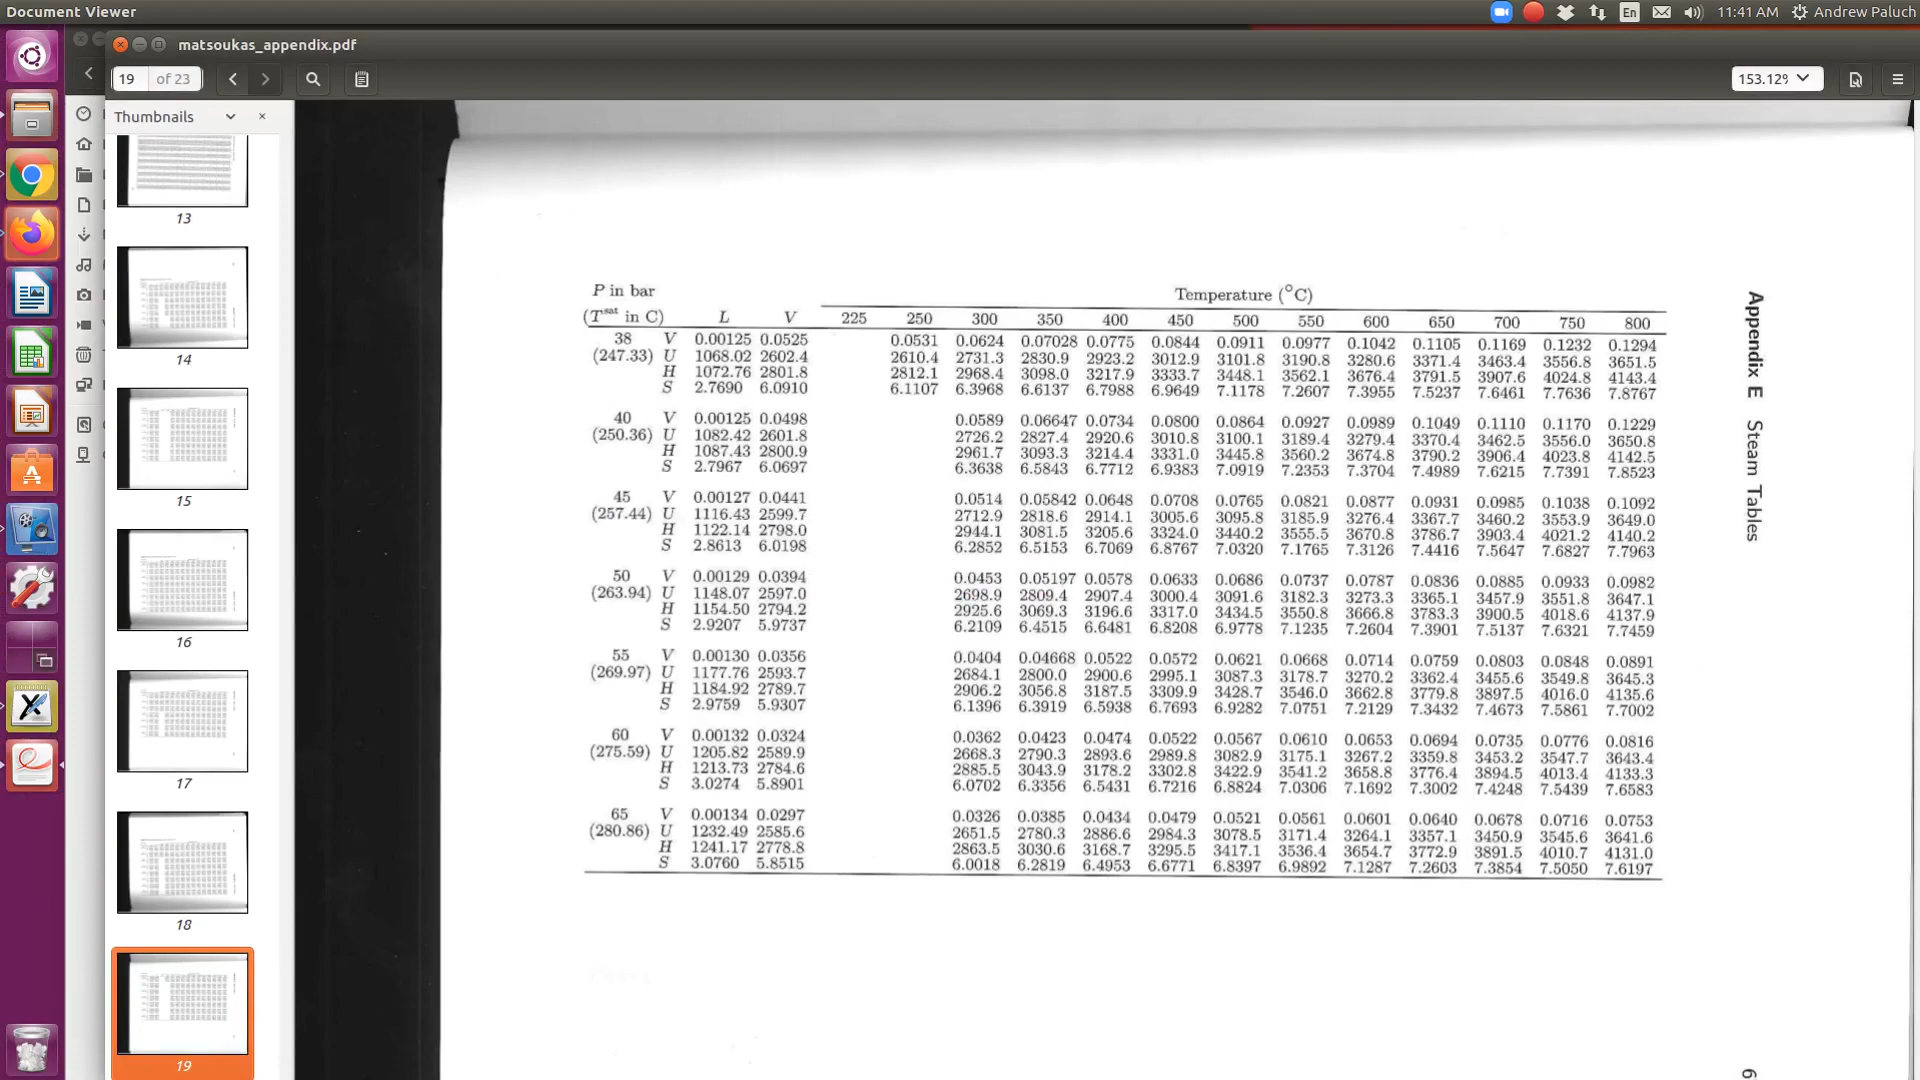 Document Viewer
En
11:41 AM
Andrew Paluch
matsoukas_appendix.pdf
19 of 23
153.12%
Thumbnails
13
14
15
16
17
18
19
P in bar
Temperature (°C)
(Tsat in C) L V 225 250 300 350 400 450 500 550 600 650 700 750 800
38 V 0.00125 0.0525 0.0531 0.0624 0.07028 0.0775 0.0844 0.0911 0.0977 0.1042 0.1105 0.1169 0.1232 0.1294
(247.33) U 1068.02 2602.4 2610.4 2731.3 2830.9 2923.2 3012.9 3101.8 3190.8 3280.6 3371.4 3463.4 3556.8 3651.5
H 1072.76 2801.8 2812.1 2968.4 3098.0 3217.9 3333.7 3448.1 3562.1 3676.4 3791.5 3907.6 4024.8 4143.4
S 2.7690 6.0910 6.1107 6.3968 6.6137 6.7988 6.9649 7.1178 7.2607 7.3955 7.5237 7.6461 7.7636 7.8767
40 V 0.00125 0.0498 0.0589 0.06647 0.0734 0.0800 0.0864 0.0927 0.0989 0.1049 0.1110 0.1170 0.1229
(250.36) U 1082.42 2601.8 2726.2 2827.4 2920.6 3010.8 3100.1 3189.4 3279.4 3370.4 3462.5 3556.0 3650.8
H 1087.43 2800.9 2961.7 3093.3 3214.4 3331.0 3445.8 3560.2 3674.8 3790.2 3906.4 4023.8 4142.5
S 2.7967 6.0697 6.3638 6.5843 6.7712 6.9383 7.0919 7.2353 7.3704 7.4989 7.6215 7.7391 7.8523
45 V 0.00127 0.0441 0.0514 0.05842 0.0648 0.0708 0.0765 0.0821 0.0877 0.0931 0.0985 0.1038 0.1092
(257.44) U 1116.43 2599.7 2712.9 2818.6 2914.1 3005.6 3095.8 3185.9 3276.4 3367.7 3460.2 3553.9 3649.0
H 1122.14 2798.0 2944.1 3081.5 3205.6 3324.0 3440.2 3555.5 3670.8 3786.7 3903.4 4021.2 4140.2
S 2.8613 6.0198 6.2852 6.5153 6.7069 6.8767 7.0320 7.1765 7.3126 7.4416 7.5647 7.6827 7.7963
50 V 0.00129 0.0394 0.0453 0.05197 0.0578 0.0633 0.0686 0.0737 0.0787 0.0836 0.0885 0.0933 0.0982
(263.94) U 1148.07 2597.0 2698.9 2809.4 2907.4 3000.4 3091.6 3182.3 3273.3 3365.1 3457.9 3551.8 3647.1
H 1154.50 2794.2 2925.6 3069.3 3196.6 3317.0 3434.5 3550.8 3666.8 3783.3 3900.5 4018.6 4137.9
S 2.9207 5.9737 6.2109 6.4515 6.6481 6.8208 6.9778 7.1235 7.2604 7.3901 7.5137 7.6321 7.7459
55 V 0.00130 0.0356 0.0404 0.04668 0.0522 0.0572 0.0621 0.0668 0.0714 0.0759 0.0803 0.0848 0.0891
(269.97) U 1177.76 2593.7 2684.1 2800.0 2900.6 2995.1 3087.3 3178.7 3270.2 3362.4 3455.6 3549.8 3645.3
H 1184.92 2789.7 2906.2 3056.8 3187.5 3309.9 3428.7 3546.0 3662.8 3779.8 3897.5 4016.0 4135.6
S 2.9759 5.9307 6.1396 6.3919 6.5938 6.7693 6.9282 7.0751 7.2129 7.3432 7.4673 7.5861 7.7002
60 V 0.00132 0.0324 0.0362 0.0423 0.0474 0.0522 0.0567 0.0610 0.0653 0.0694 0.0735 0.0776 0.0816
(275.59) U 1205.82 2589.9 2668.3 2790.3 2893.6 2989.8 3082.9 3175.1 3267.2 3359.8 3453.2 3547.7 3643.4
H 1213.73 2784.6 2885.5 3043.9 3178.2 3302.8 3422.9 3541.2 3658.8 3776.4 3894.5 4013.4 4133.3
S 3.0274 5.8901 6.0702 6.3356 6.5431 6.7216 6.8824 7.0306 7.1692 7.3002 7.4248 7.5439 7.6583
65 V 0.00134 0.0297 0.0326 0.0385 0.0434 0.0479 0.0521 0.0561 0.0601 0.0640 0.0678 0.0716 0.0753
(280.86) U 1232.49 2585.6 2651.5 2780.3 2886.6 2984.3 3078.5 3171.4 3264.1 3357.1 3450.9 3545.6 3641.6
H 1241.17 2778.8 2863.5 3030.6 3168.7 3295.5 3417.1 3536.4 3654.7 3772.9 3891.5 4010.7 4131.0
S 3.0760 5.8515 6.0018 6.2819 6.4953 6.6771 6.8397 6.9892 7.1287 7.2603 7.3854 7.5050 7.6197
Appendix E Steam Tables